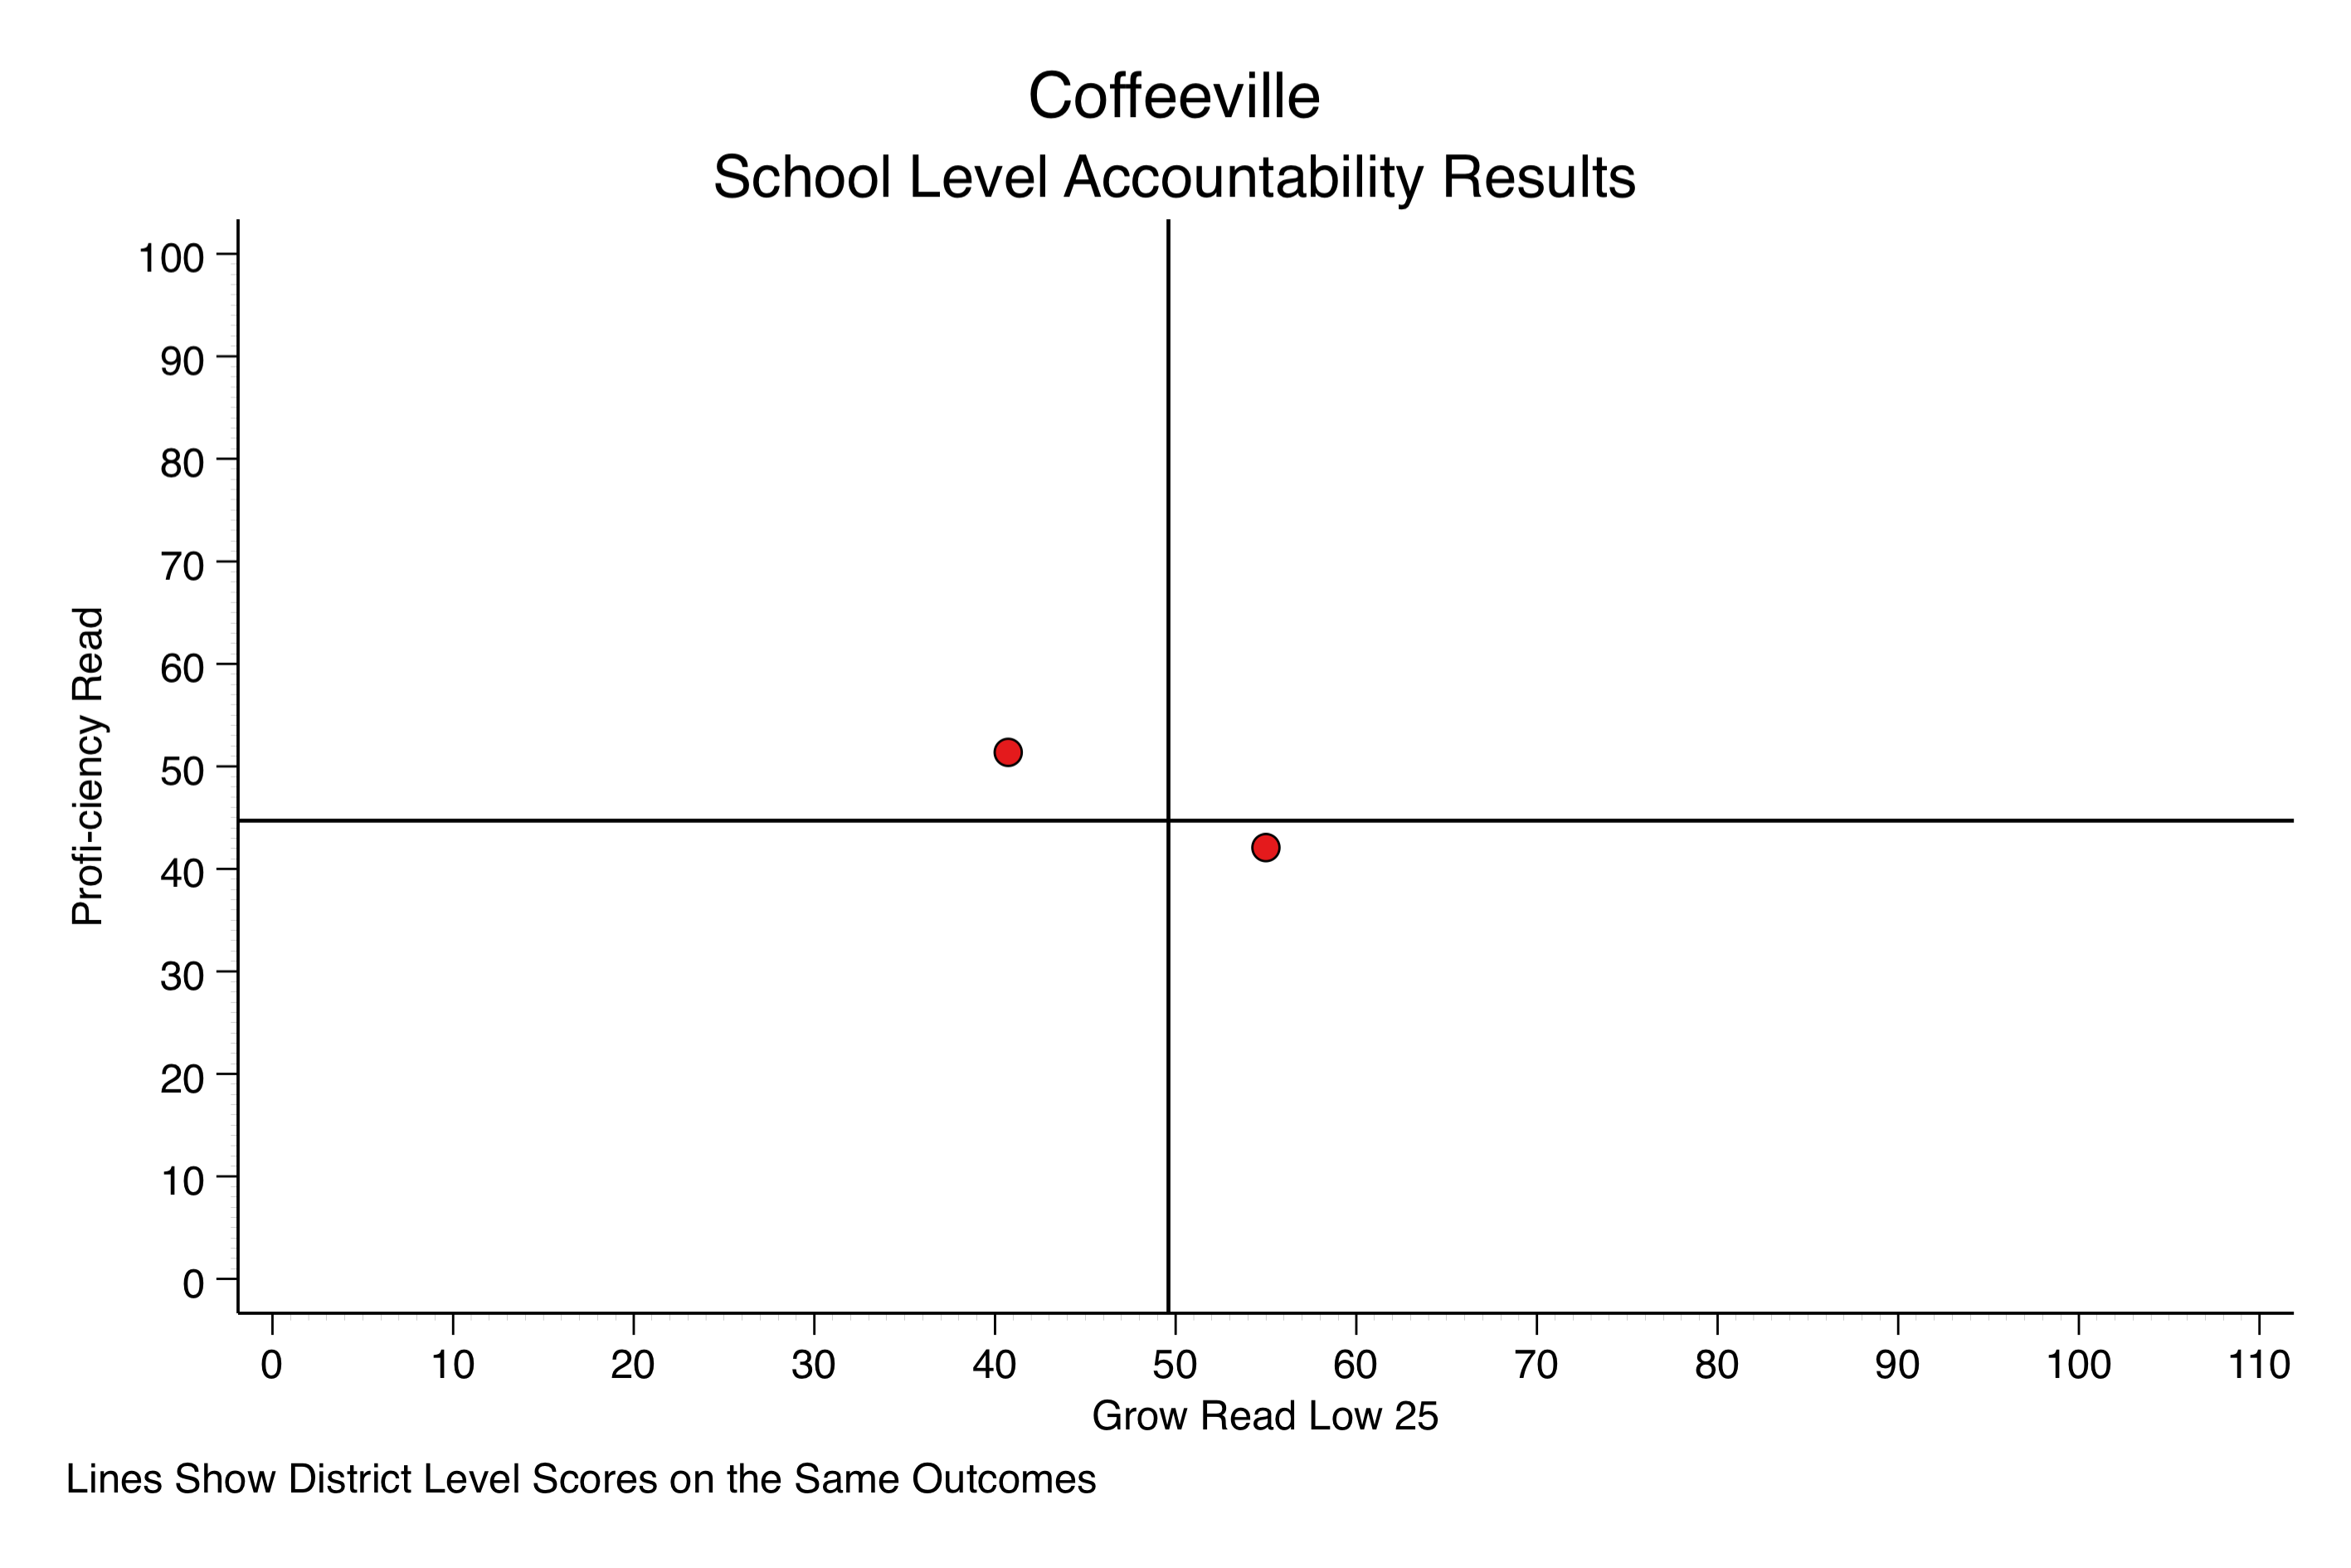 Coffeeville
School Level Accountability Results
100
90
80
70
60
50
40
30
20
10
0
Profi-ciency Read
0 10 20 30 40 50 60 70 80 90 100 110
Grow Read Low 25
Lines Show District Level Scores on the Same Outcomes